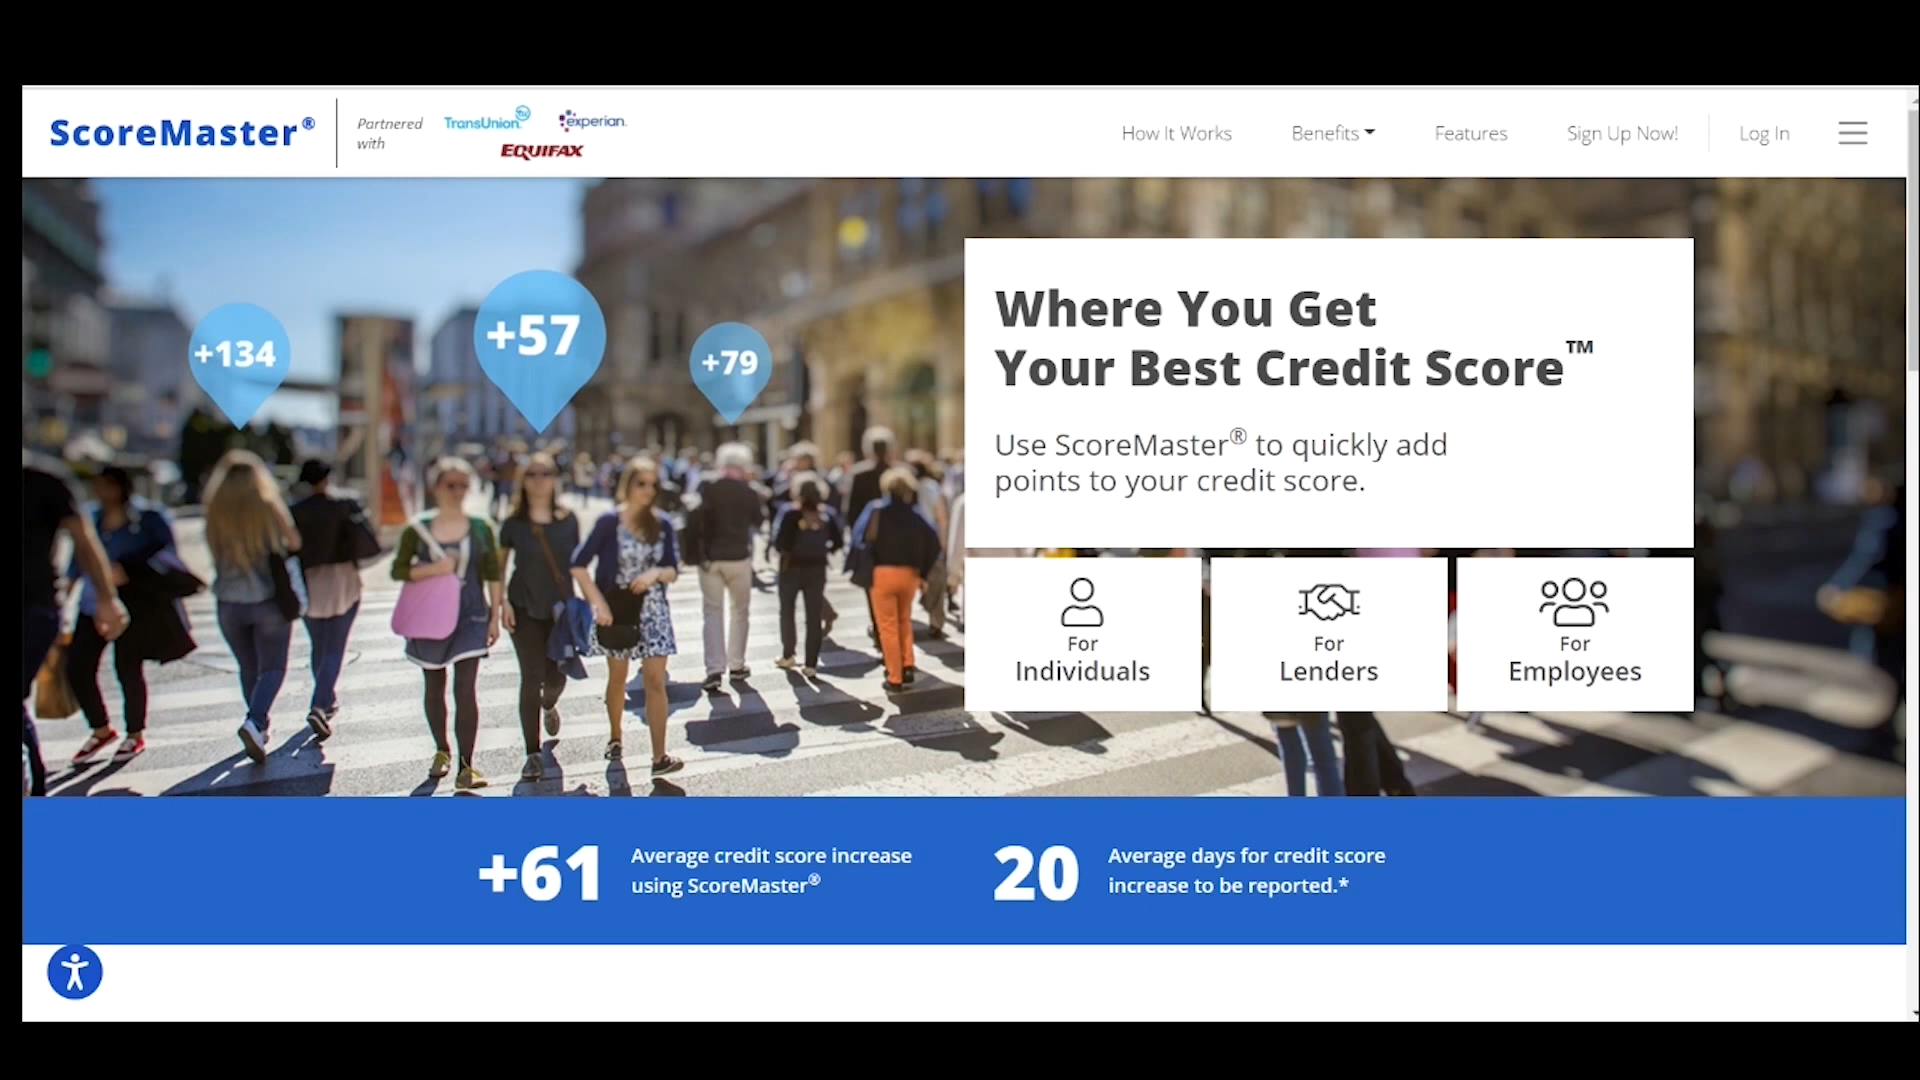 ScoreMaster®
Partnered
with
TransUnion
experian.
EQUIFAX
How It Works
Benefits
Features
Sign Up Now!
Log In
+134
+57
+79
Where You Get
Your Best Credit Score™
Use ScoreMaster® to quickly add
points to your credit score.
For
Individuals
For
Lenders
For
Employees
+61
Average credit score increase
using ScoreMaster®
20
Average days for credit score
increase to be reported.*